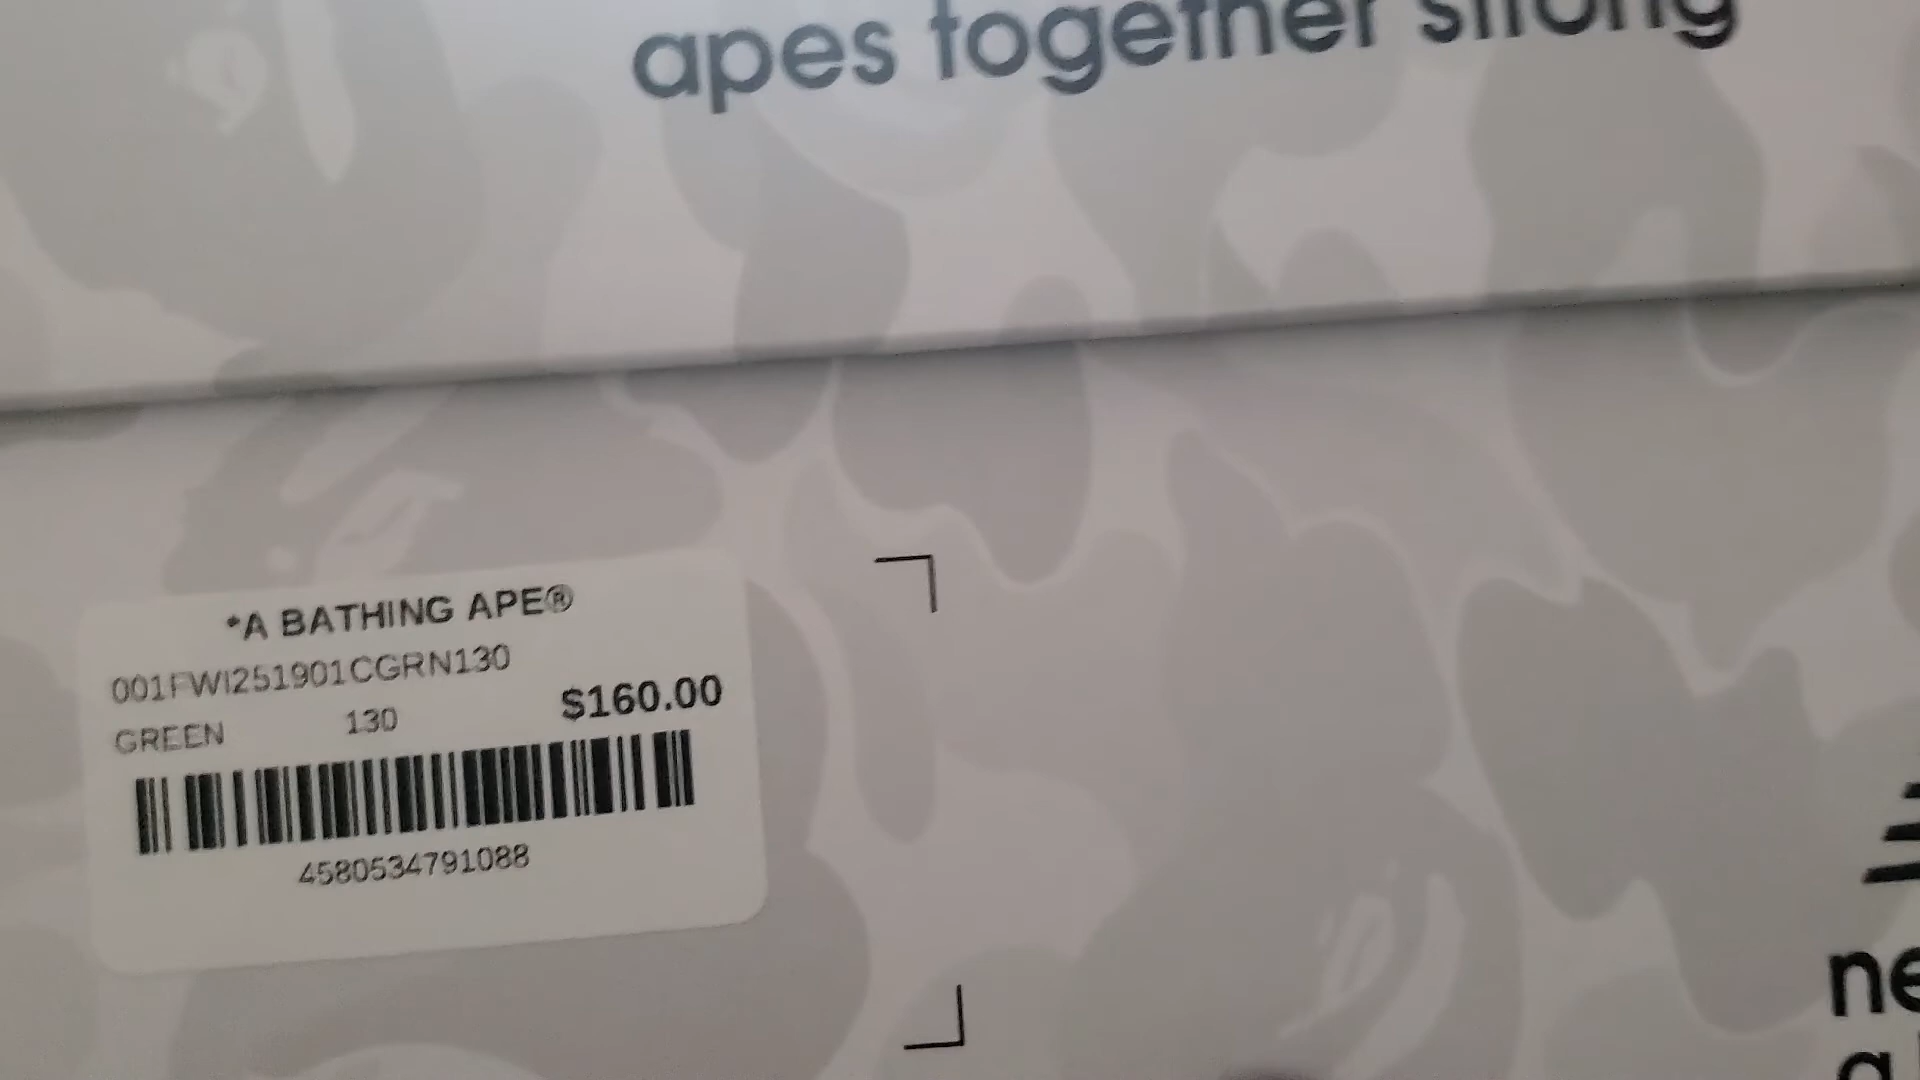 apes together strong
*A BATHING APE®
001FWI251901CGRN130
$160.00
GREEN 130
4580534791088
ne